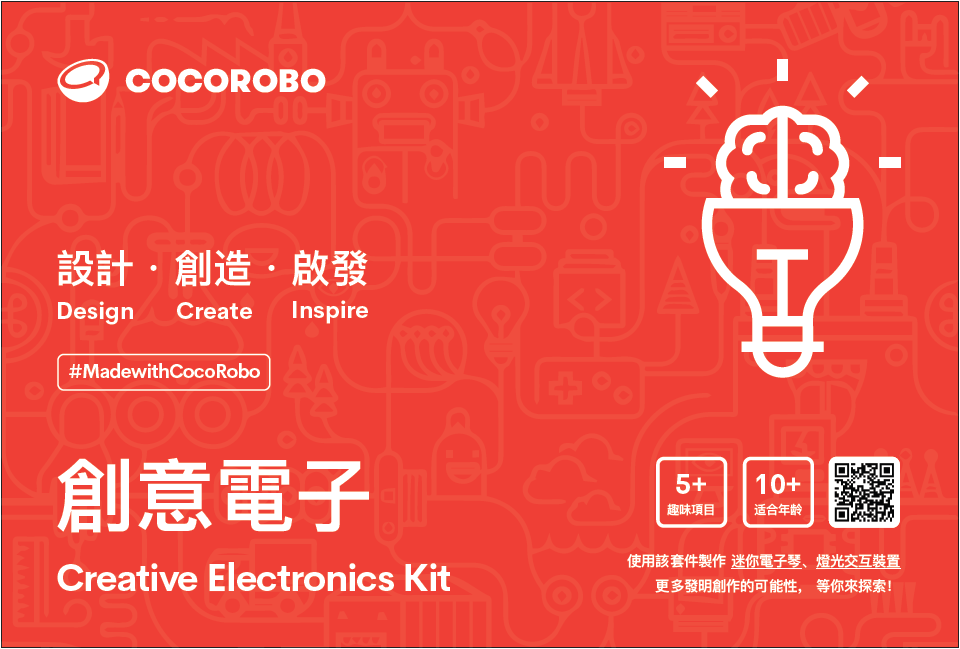 COCOROBO
設計 · 創造 · 啟發
Design Create Inspire
#MadewithCocoRobo
創意電子
Creative Electronics Kit
5+
趣味項目
10+
适合年龄
使用該套件製作 迷你電子琴、燈光交互裝置
更多發明創作的可能性， 等你來探索！